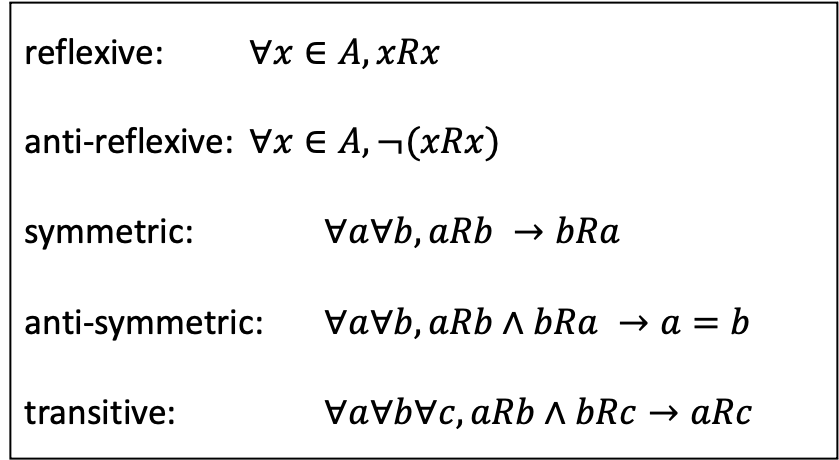 reflexive: ∀x ∈ A, xRx
anti-reflexive: ∀x ∈ A, ¬(xRx)
symmetric: ∀a∀b, aRb → bRa
anti-symmetric: ∀a∀b, aRb ∧ bRa → a = b
transitive: ∀a∀b∀c, aRb ∧ bRc → aRc